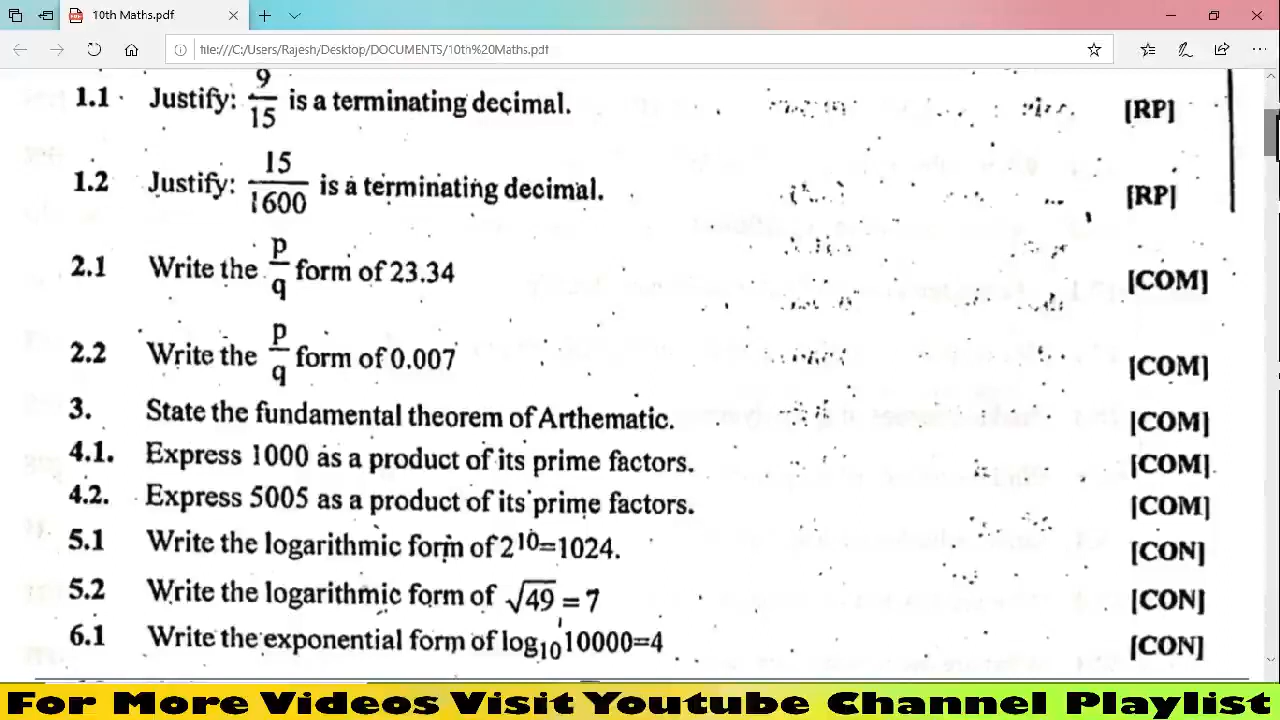 10th Maths.pdf
file:///C:/Users/Rajesh/Desktop/DOCUMENTS/10th%20Maths.pdf
1.1 Justify: 9/15 is a terminating decimal. [RP]
1.2 Justify: 15/1600 is a terminating decimal. [RP]
2.1 Write the p/q form of 23.34 [COM]
2.2 Write the p/q form of 0.007 [COM]
3. State the fundamental theorem of Arthematic. [COM]
4.1. Express 1000 as a product of its prime factors. [COM]
4.2. Express 5005 as a product of its prime factors. [COM]
5.1 Write the logarithmic form of 2¹⁰=1024. [CON]
5.2 Write the logarithmic form of √49 = 7 [CON]
6.1 Write the exponential form of log₁₀10000=4 [CON]
For More Videos Visit Youtube Channel Playlist